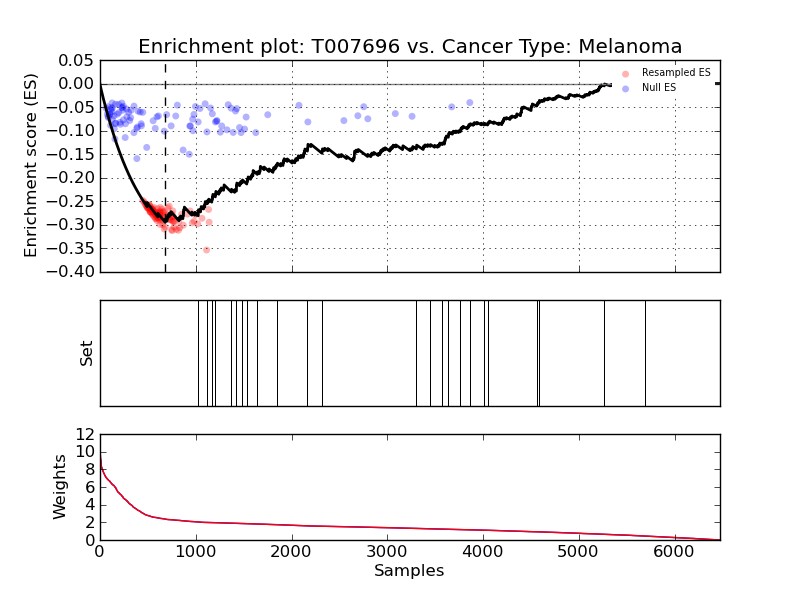 Enrichment plot: T007696 vs. Cancer Type: Melanoma
Enrichment score (ES)
0.05
0.00
−0.05
−0.10
−0.15
−0.20
−0.25
−0.30
−0.35
−0.40
Resampled ES
Null ES
Set
Weights
12
10
8
6
4
2
0
0 1000 2000 3000 4000 5000 6000
Samples